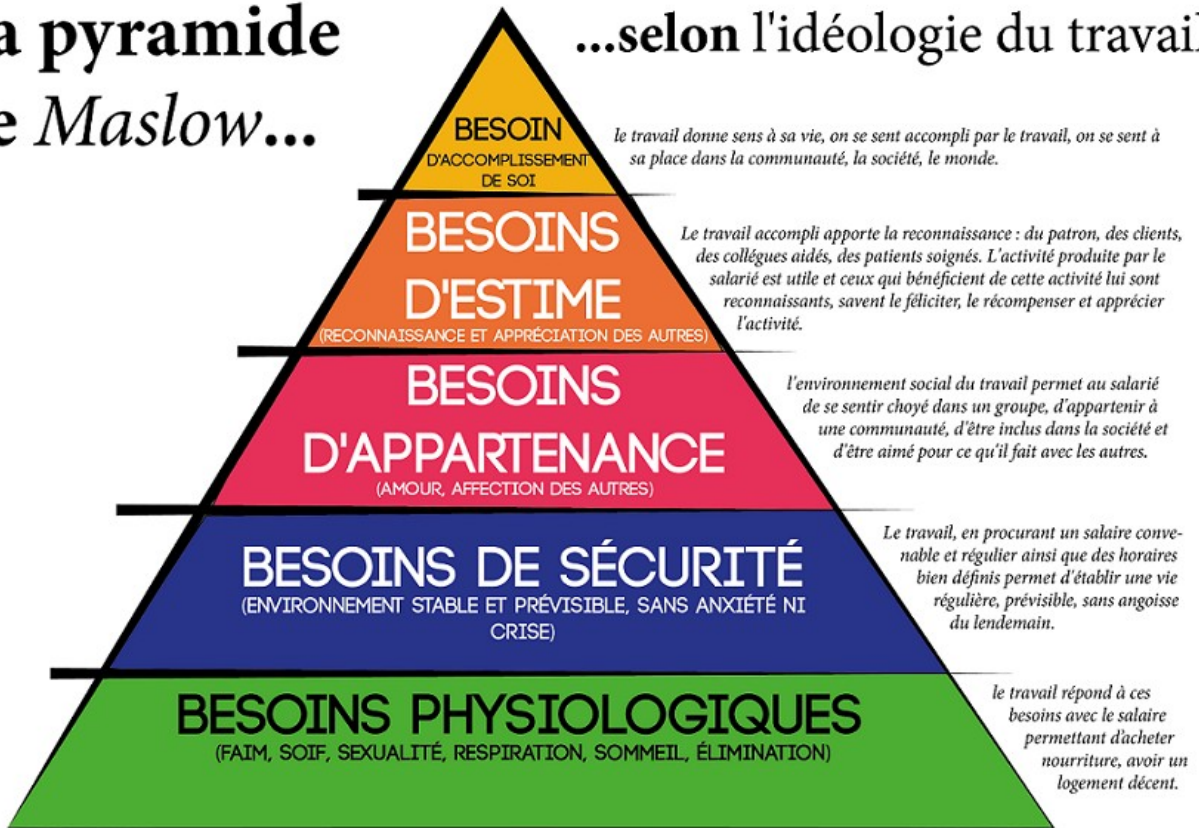 a pyramide
e Maslow...
...selon l'idéologie du travail
BESOIN
D'ACCOMPLISSEMENT
DE SOI
le travail donne sens à sa vie, on se sent accompli par le travail, on se sent à
sa place dans la communauté, la société, le monde.
BESOINS
D'ESTIME
(RECONNAISSANCE ET APPRÉCIATION DES AUTRES)
Le travail accompli apporte la reconnaissance : du patron, des clients,
des collégues aidés, des patients soignés. L'activité produite par le
salarié est utile et ceux qui bénéficient de cette activité lui sont
reconnaissants, savent le féliciter, le récompenser et apprécier
l'activité.
BESOINS
D'APPARTENANCE
(AMOUR, AFFECTION DES AUTRES)
l'environnement social du travail permet au salarié
de se sentir choyé dans un groupe, d'appartenir à
une communauté, d'être inclus dans la société et
d'être aimé pour ce qu'il fait avec les autres.
BESOINS DE SÉCURITÉ
(ENVIRONNEMENT STABLE ET PRÉVISIBLE, SANS ANXIÉTÉ NI
CRISE)
Le travail, en procurant un salaire conve-
nable et régulier ainsi que des horaires
bien définis permet d'établir une vie
régulière, prévisible, sans angoisse
du lendemain.
BESOINS PHYSIOLOGIQUES
(FAIM, SOIF, SEXUALITÉ, RESPIRATION, SOMMEIL, ÉLIMINATION)
le travail répond à ces
besoins avec le salaire
permettant d'acheter
nourriture, avoir un
logement décent.